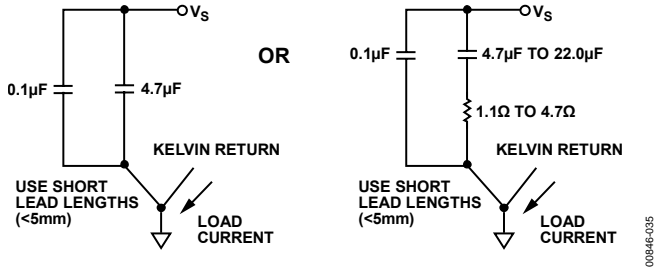 VS
0.1µF
4.7µF
KELVIN RETURN
USE SHORT
LEAD LENGTHS
(<5mm)
LOAD
CURRENT
OR
VS
0.1µF
4.7µF TO 22.0µF
1.1Ω TO 4.7Ω
KELVIN RETURN
USE SHORT
LEAD LENGTHS
(<5mm)
LOAD
CURRENT
00846-035